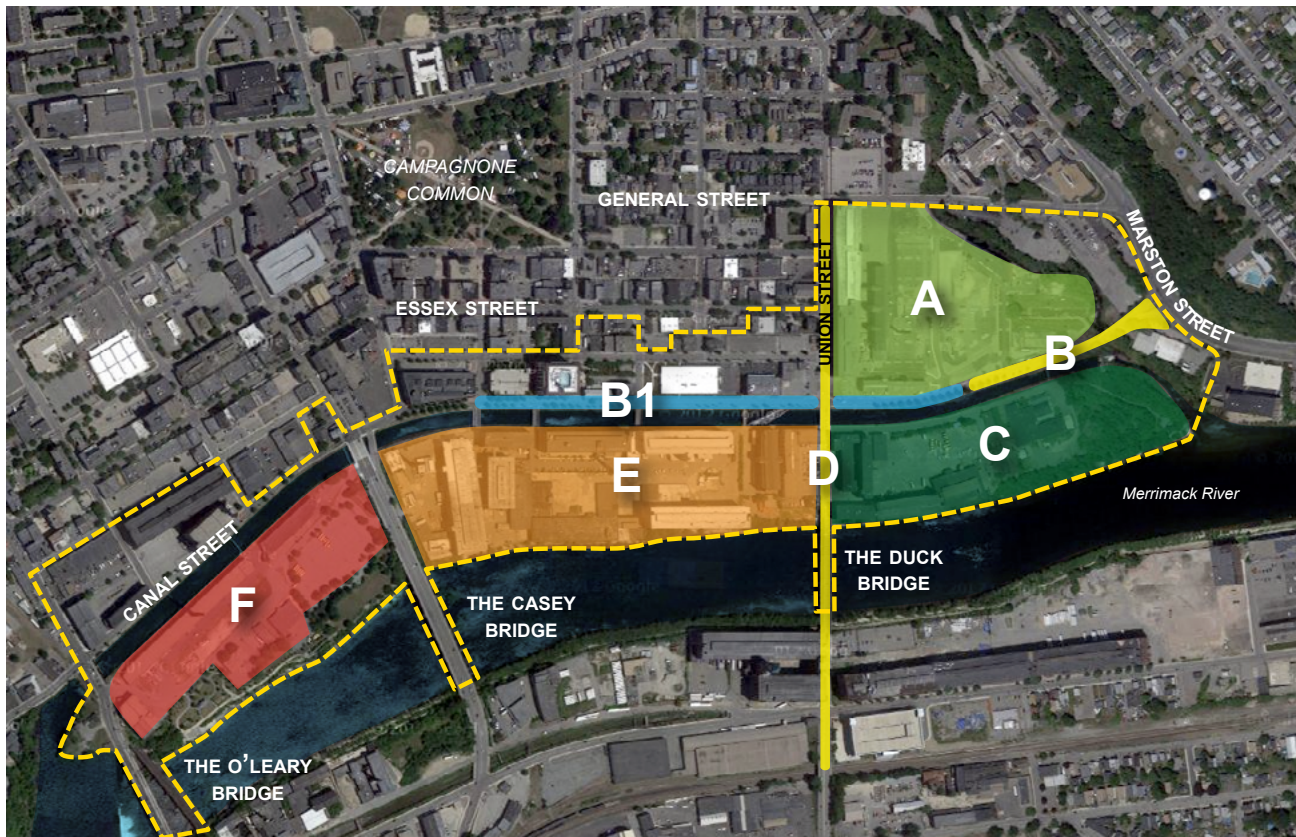 CAMPAGNONE
COMMON
GENERAL STREET
MARSTON STREET
UNION STREET
A
ESSEX STREET
B
B1
C
D
E
Merrimack River
CANAL STREET
THE DUCK
BRIDGE
F
THE CASEY
BRIDGE
THE O'LEARY
BRIDGE